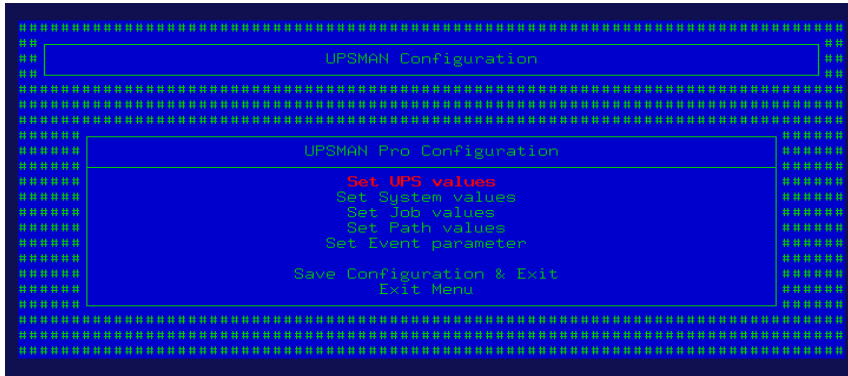 UPSMAN Configuration
UPSMAN Pro Configuration
Set UPS values
Set System values
Set Job values
Set Path values
Set Event parameter
Save Configuration & Exit
Exit Menu